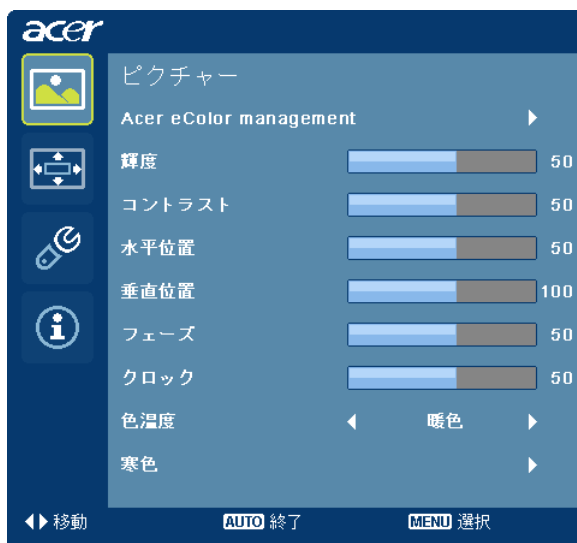 acer
ピクチャー
Acer eColor management
輝度 50
コントラスト 50
水平位置 50
垂直位置 100
フェーズ 50
クロック 50
色温度 暖色
寒色
移動 AUTO 終了 MENU 選択